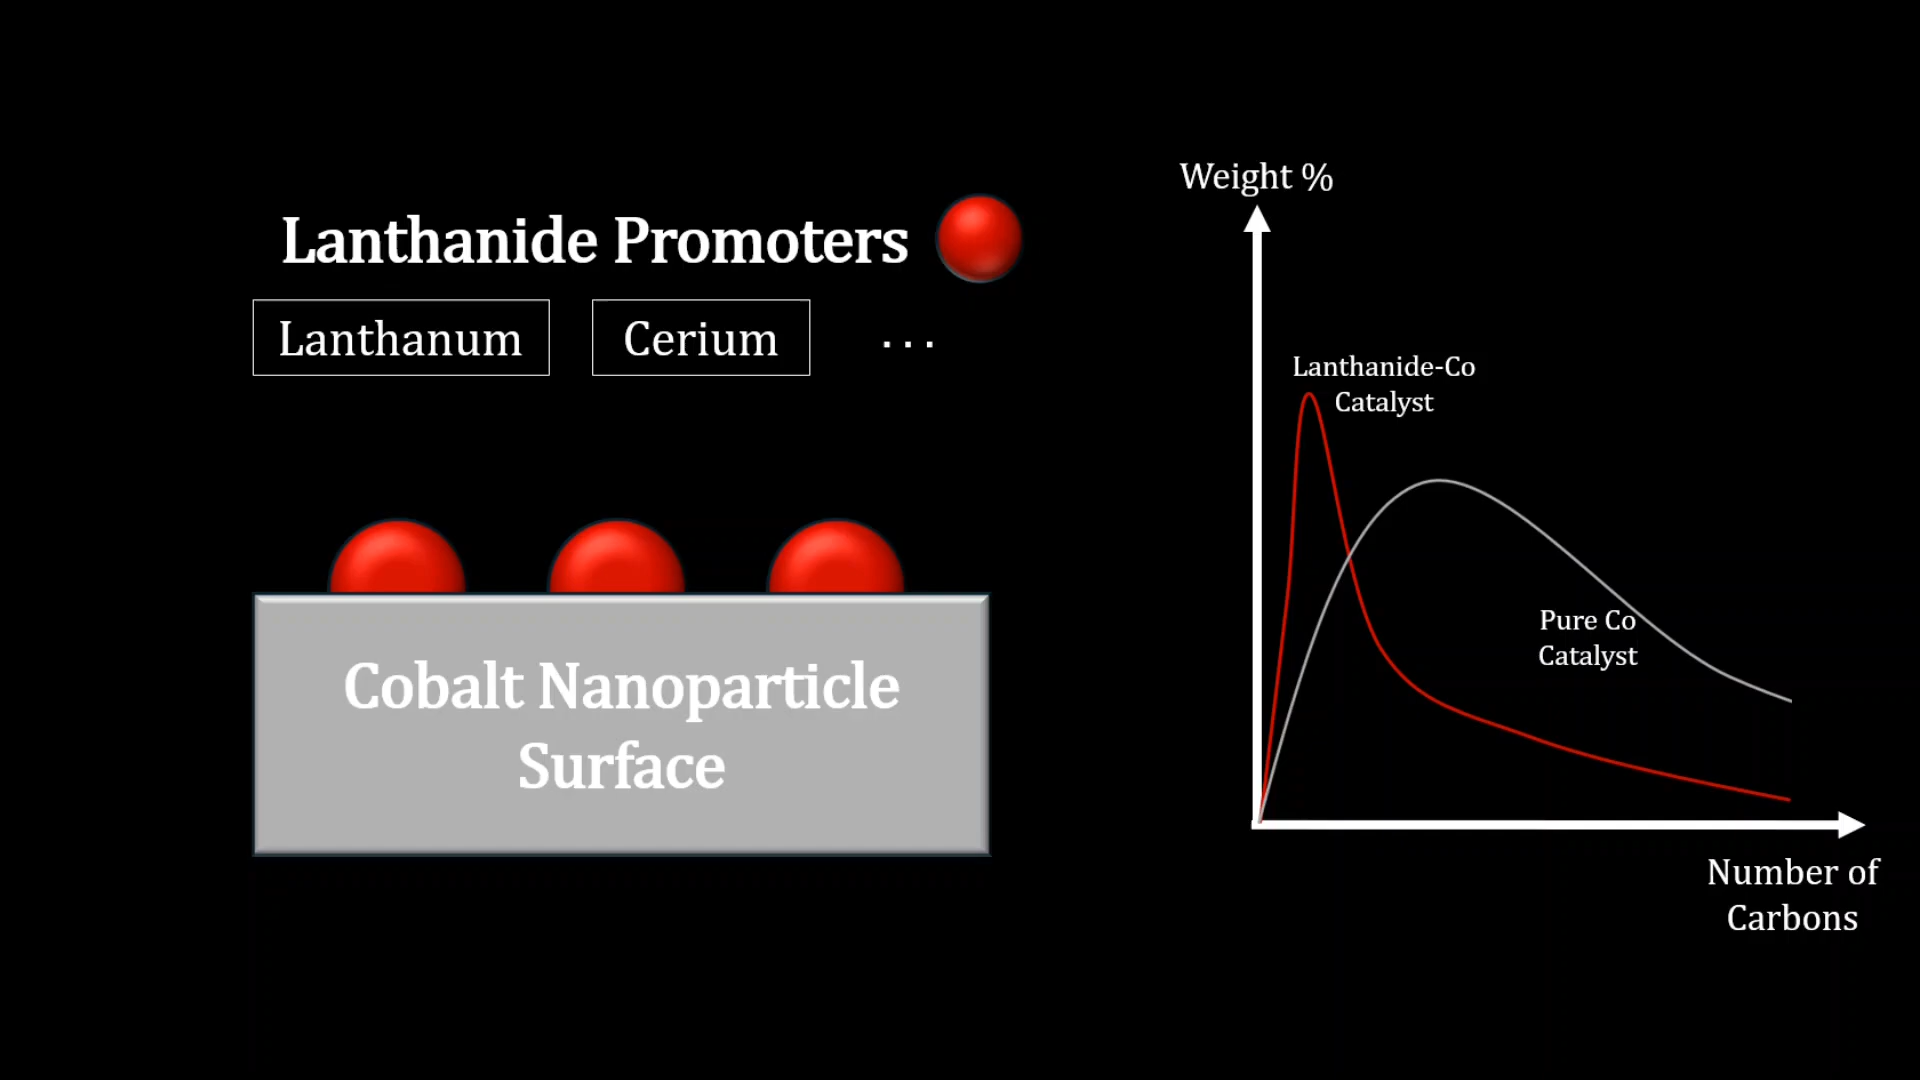 Lanthanide Promoters
Lanthanum
Cerium
...
Cobalt Nanoparticle
Surface
Weight %
Lanthanide-Co
Catalyst
Pure Co
Catalyst
Number of
Carbons